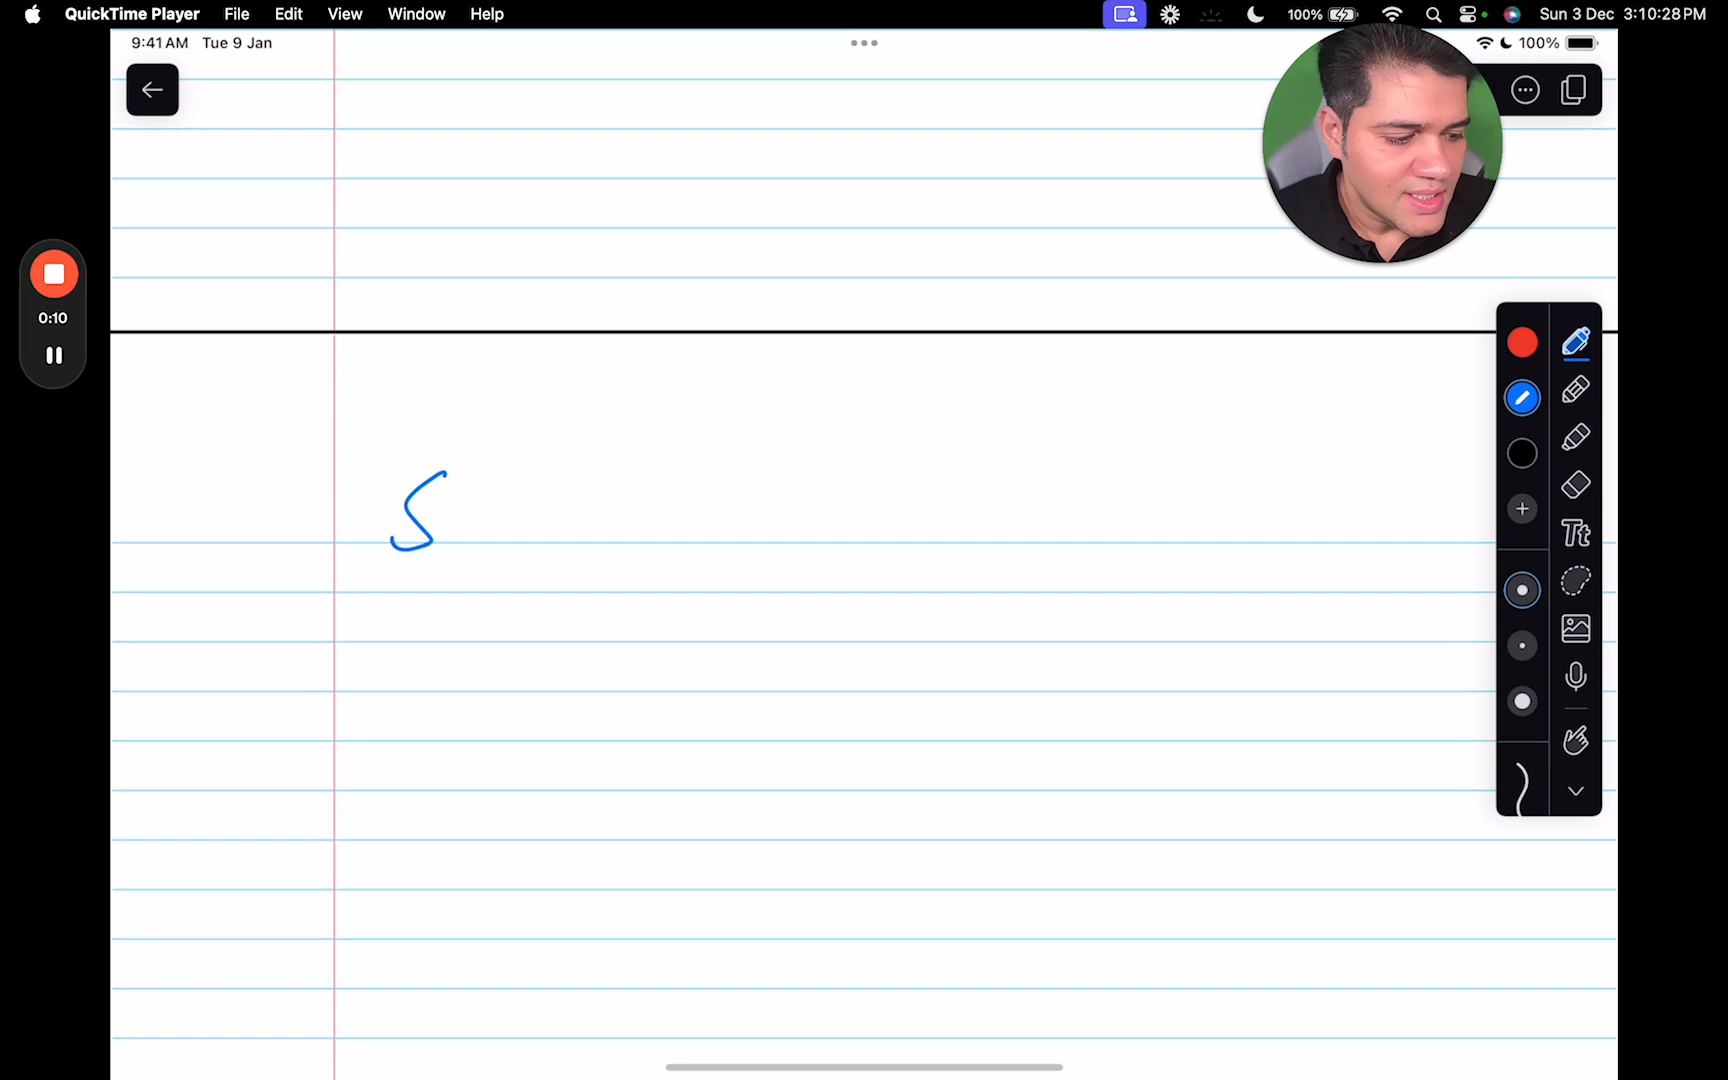 QuickTime Player File Edit View Window Help 100% Sun 3 Dec 3:10:28 PM
9:41 AM Tue 9 Jan 100%
0:10
S
Tt